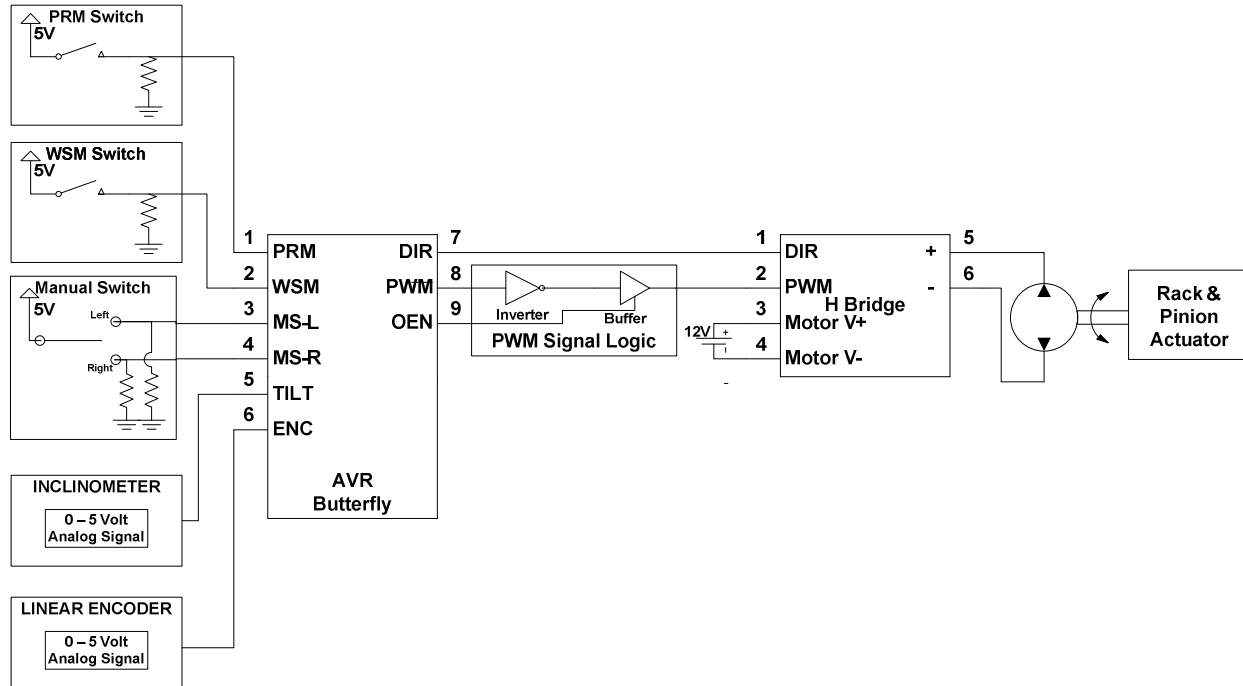 PRM Switch
5V
WSM Switch
5V
Manual Switch
5V
Left
Right
INCLINOMETER
0 – 5 Volt
Analog Signal
LINEAR ENCODER
0 – 5 Volt
Analog Signal
1
PRM
2
WSM
3
MS-L
4
MS-R
5
TILT
6
ENC
DIR
7
PWM
8
OEN
9
AVR
Butterfly
Inverter
Buffer
PWM Signal Logic
12V
+
-
1
DIR
2
PWM
H Bridge
3
Motor V+
4
Motor V-
+
5
-
6
Rack &
Pinion
Actuator